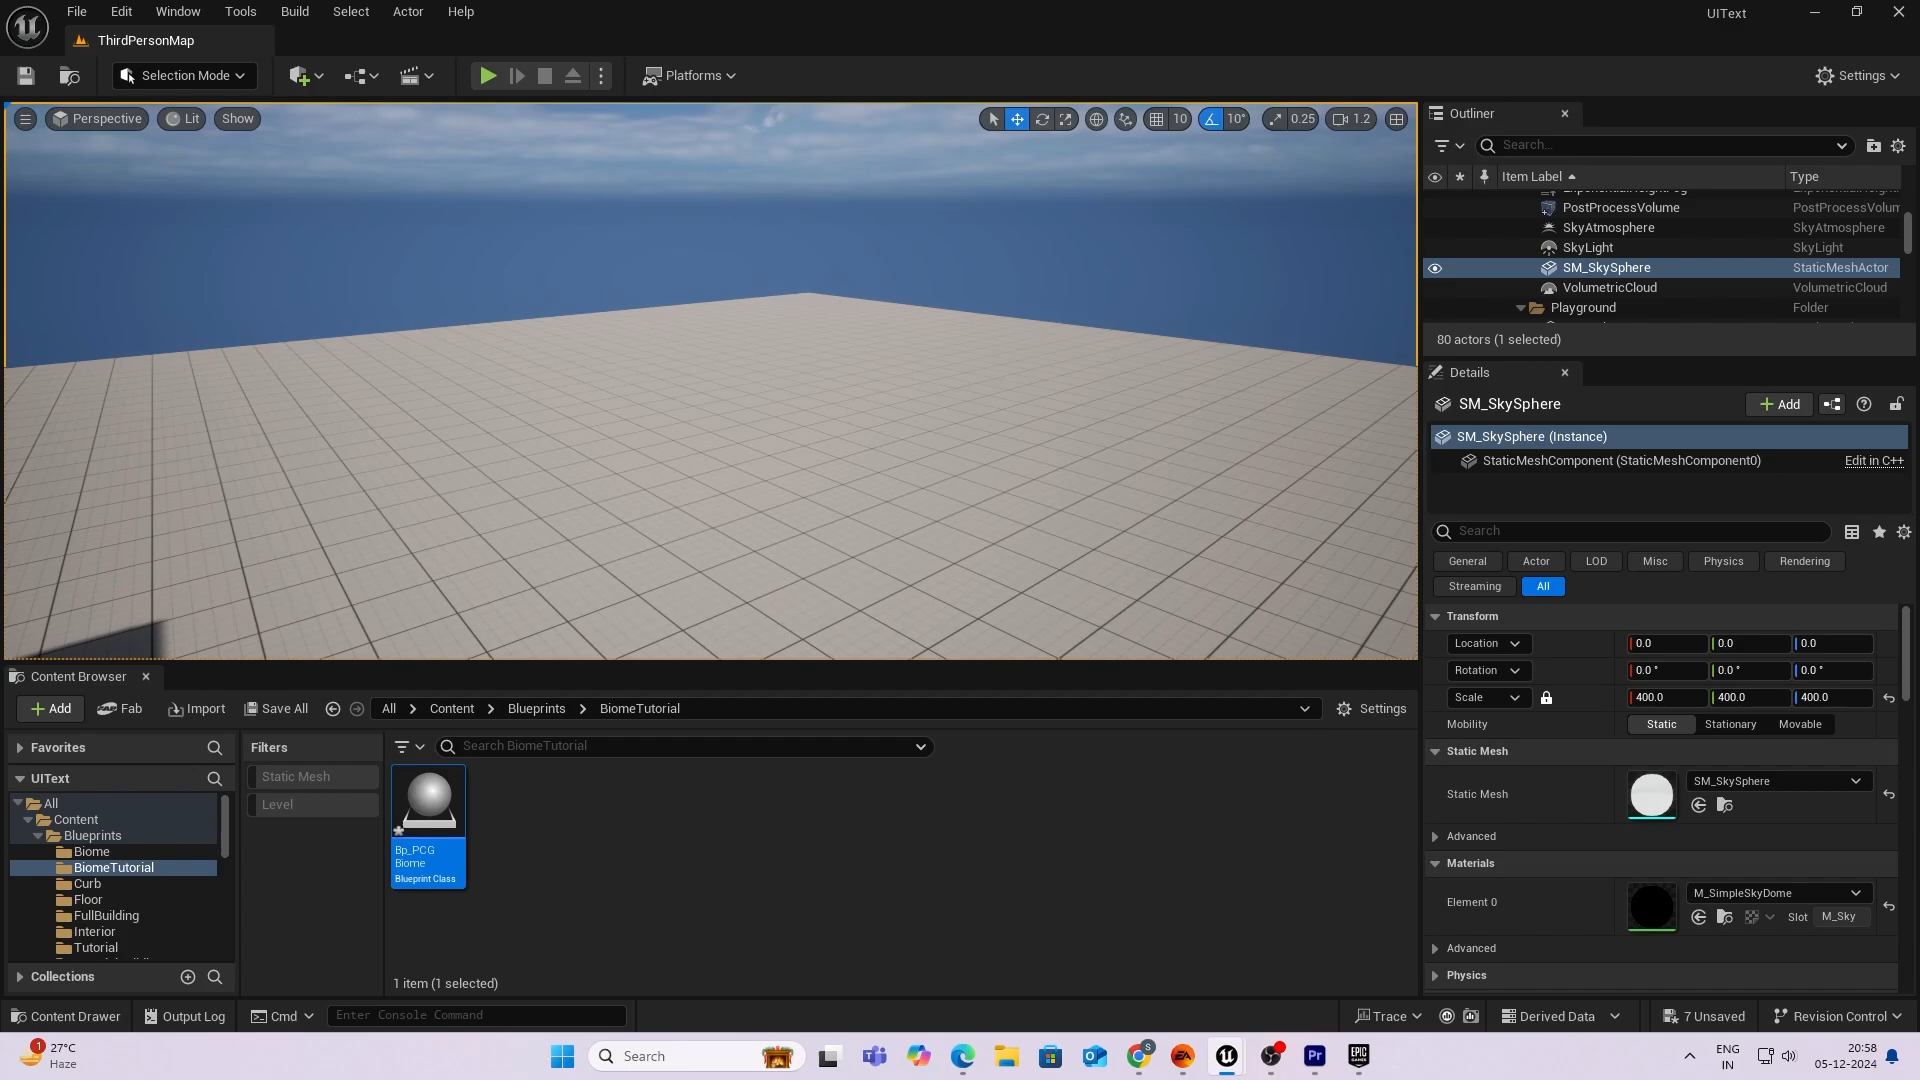 File Edit Window Tools Build Select Actor Help
UIText
ThirdPersonMap
Selection Mode
Platforms
Settings
Perspective Lit Show
10 10° 0.25 1.2
Outliner
Search...
Item Label Type
PostProcessVolume PostProcessVolum
SkyAtmosphere SkyAtmosphere
SkyLight SkyLight
SM_SkySphere StaticMeshActor
VolumetricCloud VolumetricCloud
Playground Folder
80 actors (1 selected)
Details
SM_SkySphere
Add
SM_SkySphere (Instance)
StaticMeshComponent (StaticMeshComponent0) Edit in C++
Search
General Actor LOD Misc Physics Rendering
Streaming All
Transform
Location 0.0 0.0 0.0
Rotation 0.0 ° 0.0 ° 0.0 °
Scale 400.0 400.0 400.0
Mobility Static Stationary Movable
Static Mesh
Static Mesh SM_SkySphere
Advanced
Materials
Element 0 M_SimpleSkyDome
Slot M_Sky
Advanced
Physics
Content Browser
Add Fab Import Save All All Content Blueprints BiomeTutorial Settings
Favorites
UIText
All
Content
Blueprints
Biome
BiomeTutorial
Curb
Floor
FullBuilding
Interior
Tutorial
Collections
Filters
Static Mesh
Level
Search BiomeTutorial
Bp_PCG
Biome
Blueprint Class
1 item (1 selected)
Content Drawer Output Log Cmd Enter Console Command Trace Derived Data 7 Unsaved Revision Control
1
27°C
Haze
Search
S
EA
Pr
EPIC
GAMES
ENG
IN
20:58
05-12-2024